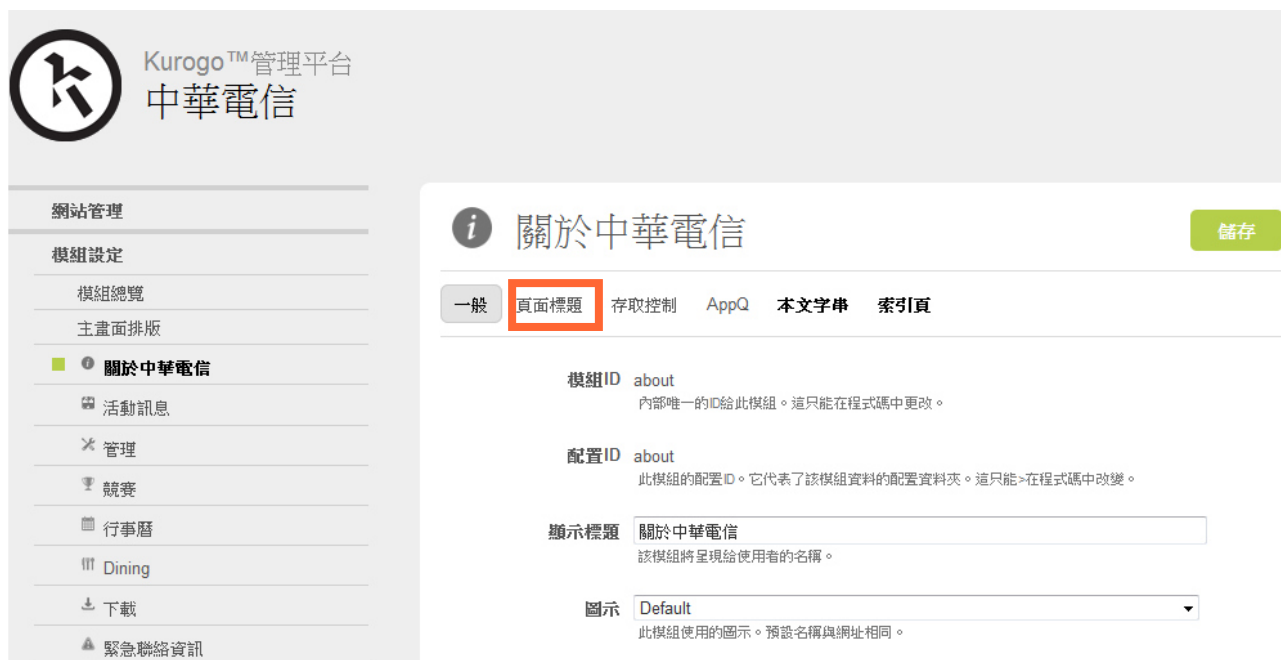 Kurogo™管理平台
中華電信
網站管理
模組設定
模組總覽
主畫面排版
關於中華電信
活動訊息
管理
競賽
行事曆
Dining
下載
緊急聯絡資訊
關於中華電信
儲存
一般 頁面標題 存取控制 AppQ 本文字串 索引頁
模組ID about
內部唯一的ID給此模組。這只能在程式碼中更改。
配置ID about
此模組的配置ID。它代表了該模組資料的配置資料夾。這只能>在程式碼中改變。
顯示標題 關於中華電信
該模組將呈現給使用者的名稱。
圖示 Default
此模組使用的圖示。預設名稱與網址相同。